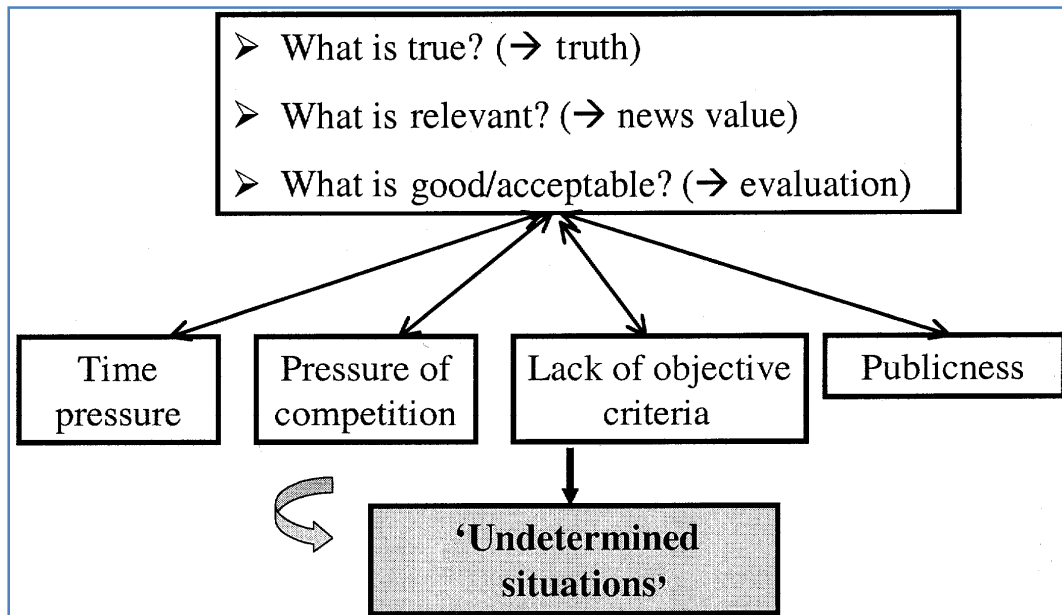 ➢ What is true? (→ truth)
➢ What is relevant? (→ news value)
➢ What is good/acceptable? (→ evaluation)
Time
pressure
Pressure of
competition
Lack of objective
criteria
Publicness
‘Undetermined
situations’